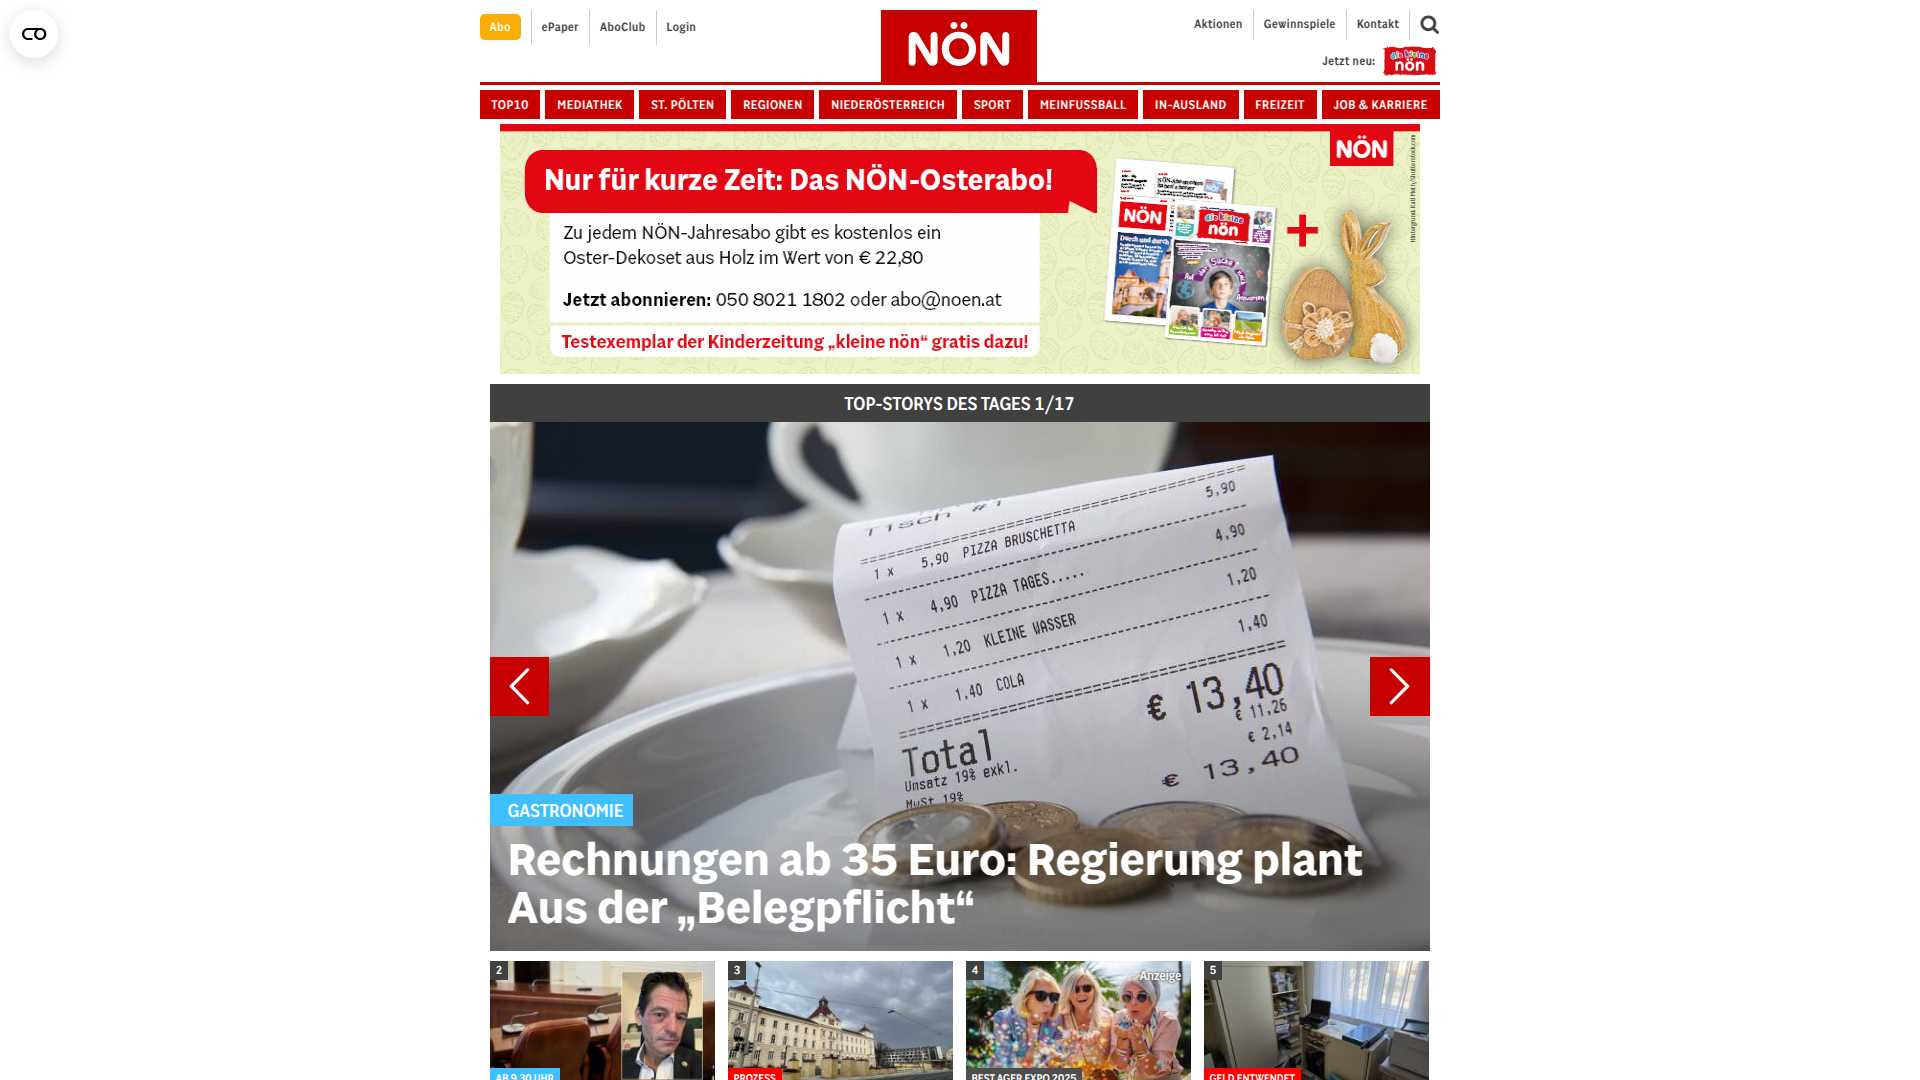 Abo
ePaper
AboClub
Login
NÖN
Aktionen
Gewinnspiele
Kontakt
Jetzt neu:
die kleine
nön
TOP10
MEDIATHEK
ST. PÖLTEN
REGIONEN
NIEDERÖSTERREICH
SPORT
MEINFUSSBALL
IN-AUSLAND
FREIZEIT
JOB & KARRIERE
NÖN
Nur für kurze Zeit: Das NÖN-Osterabo!
Zu jedem NÖN-Jahresabo gibt es kostenlos ein
Oster-Dekoset aus Holz im Wert von € 22,80
Jetzt abonnieren: 050 8021 1802 oder abo@noen.at
Testexemplar der Kinderzeitung „kleine nön“ gratis dazu!
NÖN
Durch und durch
die kleine
nön
+
TOP-STORYS DES TAGES 1/17
Tisch #1
5,90
1 x 5,90 PIZZA BRUSCHETTA
4,90
1 x 4,90 PIZZA TAGES.....
1,20
1 x 1,20 KLEINE WASSER
1,40
1 x 1,40 COLA
€ 13,40
Total
€ 11,26
Umsatz 19% exkl.
€ 2,14
MwSt 19%
€ 13,40
GASTRONOMIE
Rechnungen ab 35 Euro: Regierung plant
Aus der „Belegpflicht“
2
3
4
Anzeige
5
AB 9.30 UHR
PROZESS
BEST AGER EXPO 2025
GELD ENTWENDET